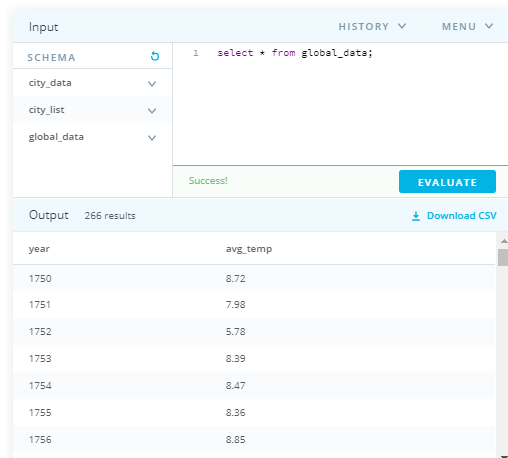 Input HISTORY MENU
SCHEMA
city_data
city_list
global_data
1 select * from global_data;
Success! EVALUATE
Output 266 results Download CSV
year avg_temp
1750 8.72
1751 7.98
1752 5.78
1753 8.39
1754 8.47
1755 8.36
1756 8.85